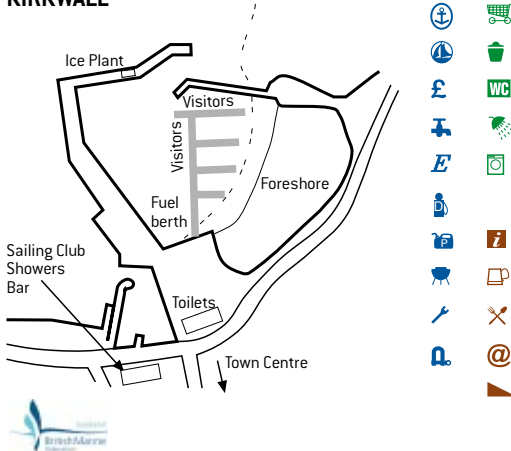 KIRKWALL
Ice Plant
Visitors
Visitors
Fuel
berth
Foreshore
Sailing Club
Showers
Bar
Toilets
Town Centre
£
WC
E
D
P
i
@
British Marine